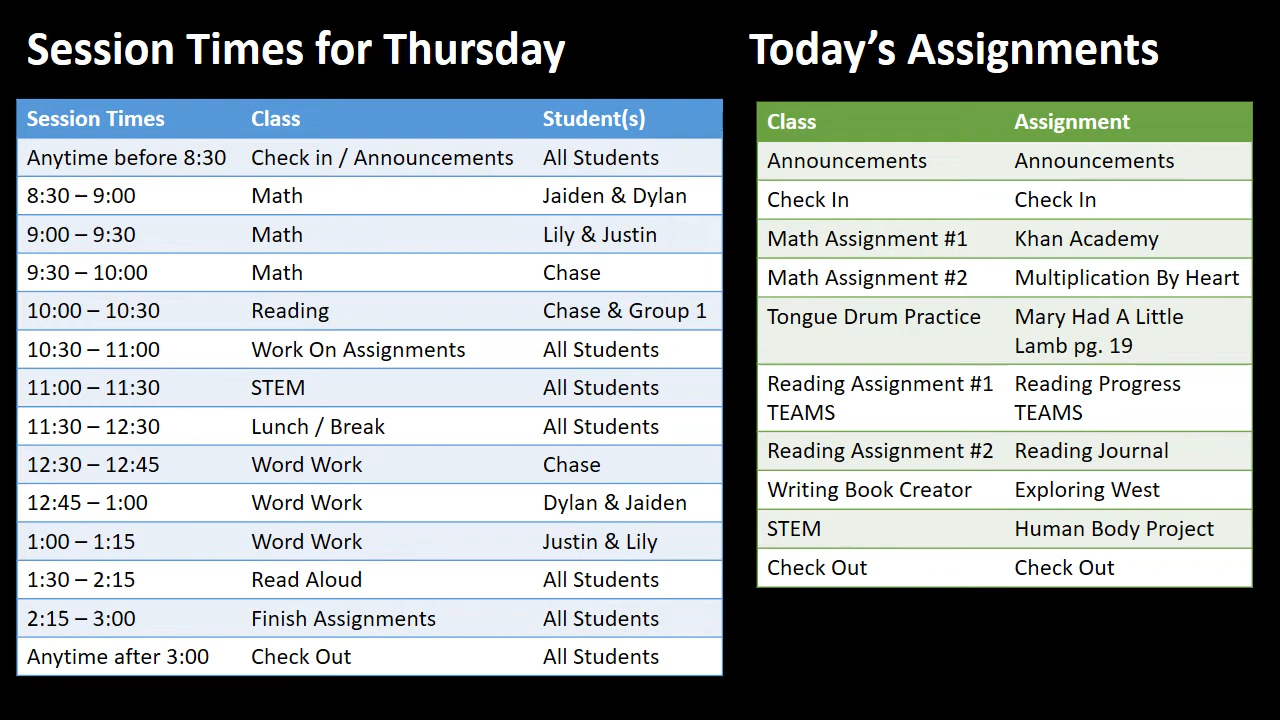 Session Times for Thursday
Session Times Class Student(s)
Anytime before 8:30 Check in / Announcements All Students
8:30 – 9:00 Math Jaiden & Dylan
9:00 – 9:30 Math Lily & Justin
9:30 – 10:00 Math Chase
10:00 – 10:30 Reading Chase & Group 1
10:30 – 11:00 Work On Assignments All Students
11:00 – 11:30 STEM All Students
11:30 – 12:30 Lunch / Break All Students
12:30 – 12:45 Word Work Chase
12:45 – 1:00 Word Work Dylan & Jaiden
1:00 – 1:15 Word Work Justin & Lily
1:30 – 2:15 Read Aloud All Students
2:15 – 3:00 Finish Assignments All Students
Anytime after 3:00 Check Out All Students
Today’s Assignments
Class Assignment
Announcements Announcements
Check In Check In
Math Assignment #1 Khan Academy
Math Assignment #2 Multiplication By Heart
Tongue Drum Practice Mary Had A Little
Lamb pg. 19
Reading Assignment #1 Reading Progress
TEAMS TEAMS
Reading Assignment #2 Reading Journal
Writing Book Creator Exploring West
STEM Human Body Project
Check Out Check Out